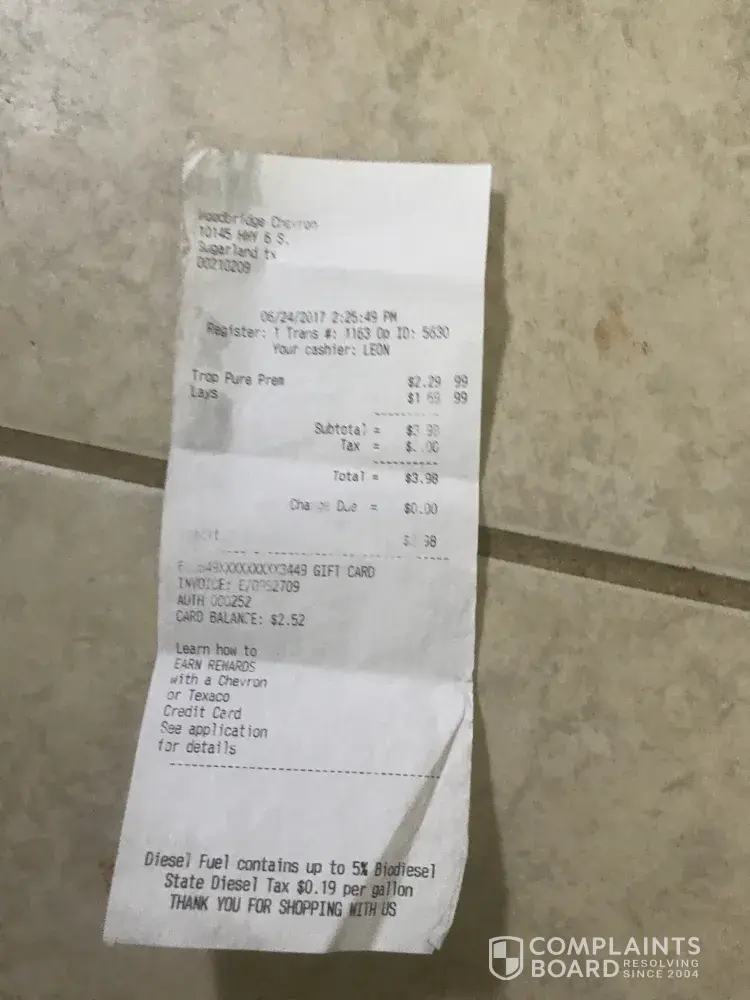 Woodbridge Chevron
10145 HWY 6 S.
Sugarland tx
00210209
06/24/2017 2:25:49 PM
Register: 1 Trans #: 1163 Op ID: 5630
Your cashier: LEON
Trop Pure Prem $2.29 99
Lays $1.69 99
Subtotal = $3.98
Tax = $.00
Total = $3.98
Change Due = $0.00
98
3449 GIFT CARD
INVOICE:
AUTH 000252
CARD BALANCE: $2.52
Learn how to
EARN REWARDS
with a Chevron
or Texaco
Credit Card
See application
for details
Diesel Fuel contains up to 5% Biodiesel
State Diesel Tax $0.19 per gallon
THANK YOU FOR SHOPPING WITH US
COMPLAINTS
BOARD RESOLVING
SINCE 2004